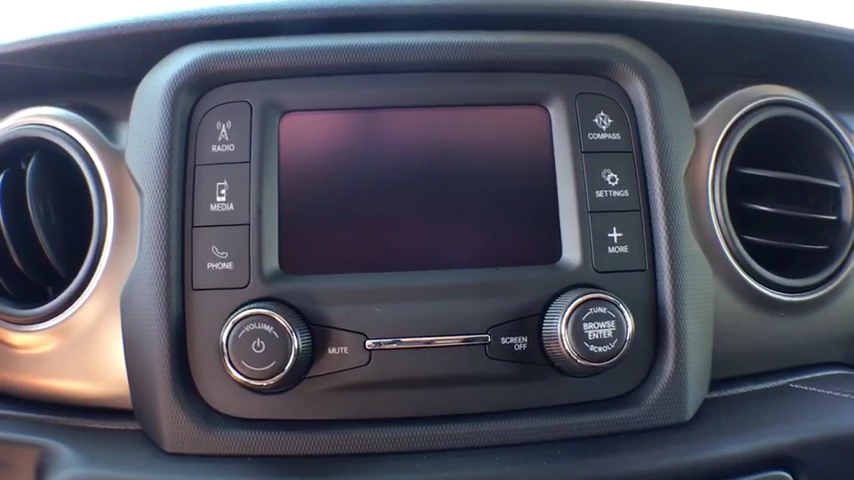 RADIO
MEDIA
PHONE
N
COMPASS
SETTINGS
MORE
VOLUME
MUTE
SCREEN
OFF
TUNE
BROWSE
ENTER
SCROLL